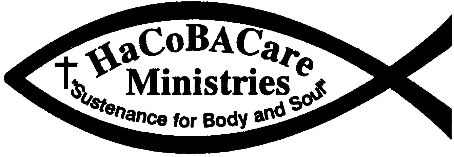 HaCoBACare
Ministries
"Sustenance for Body and Soul"